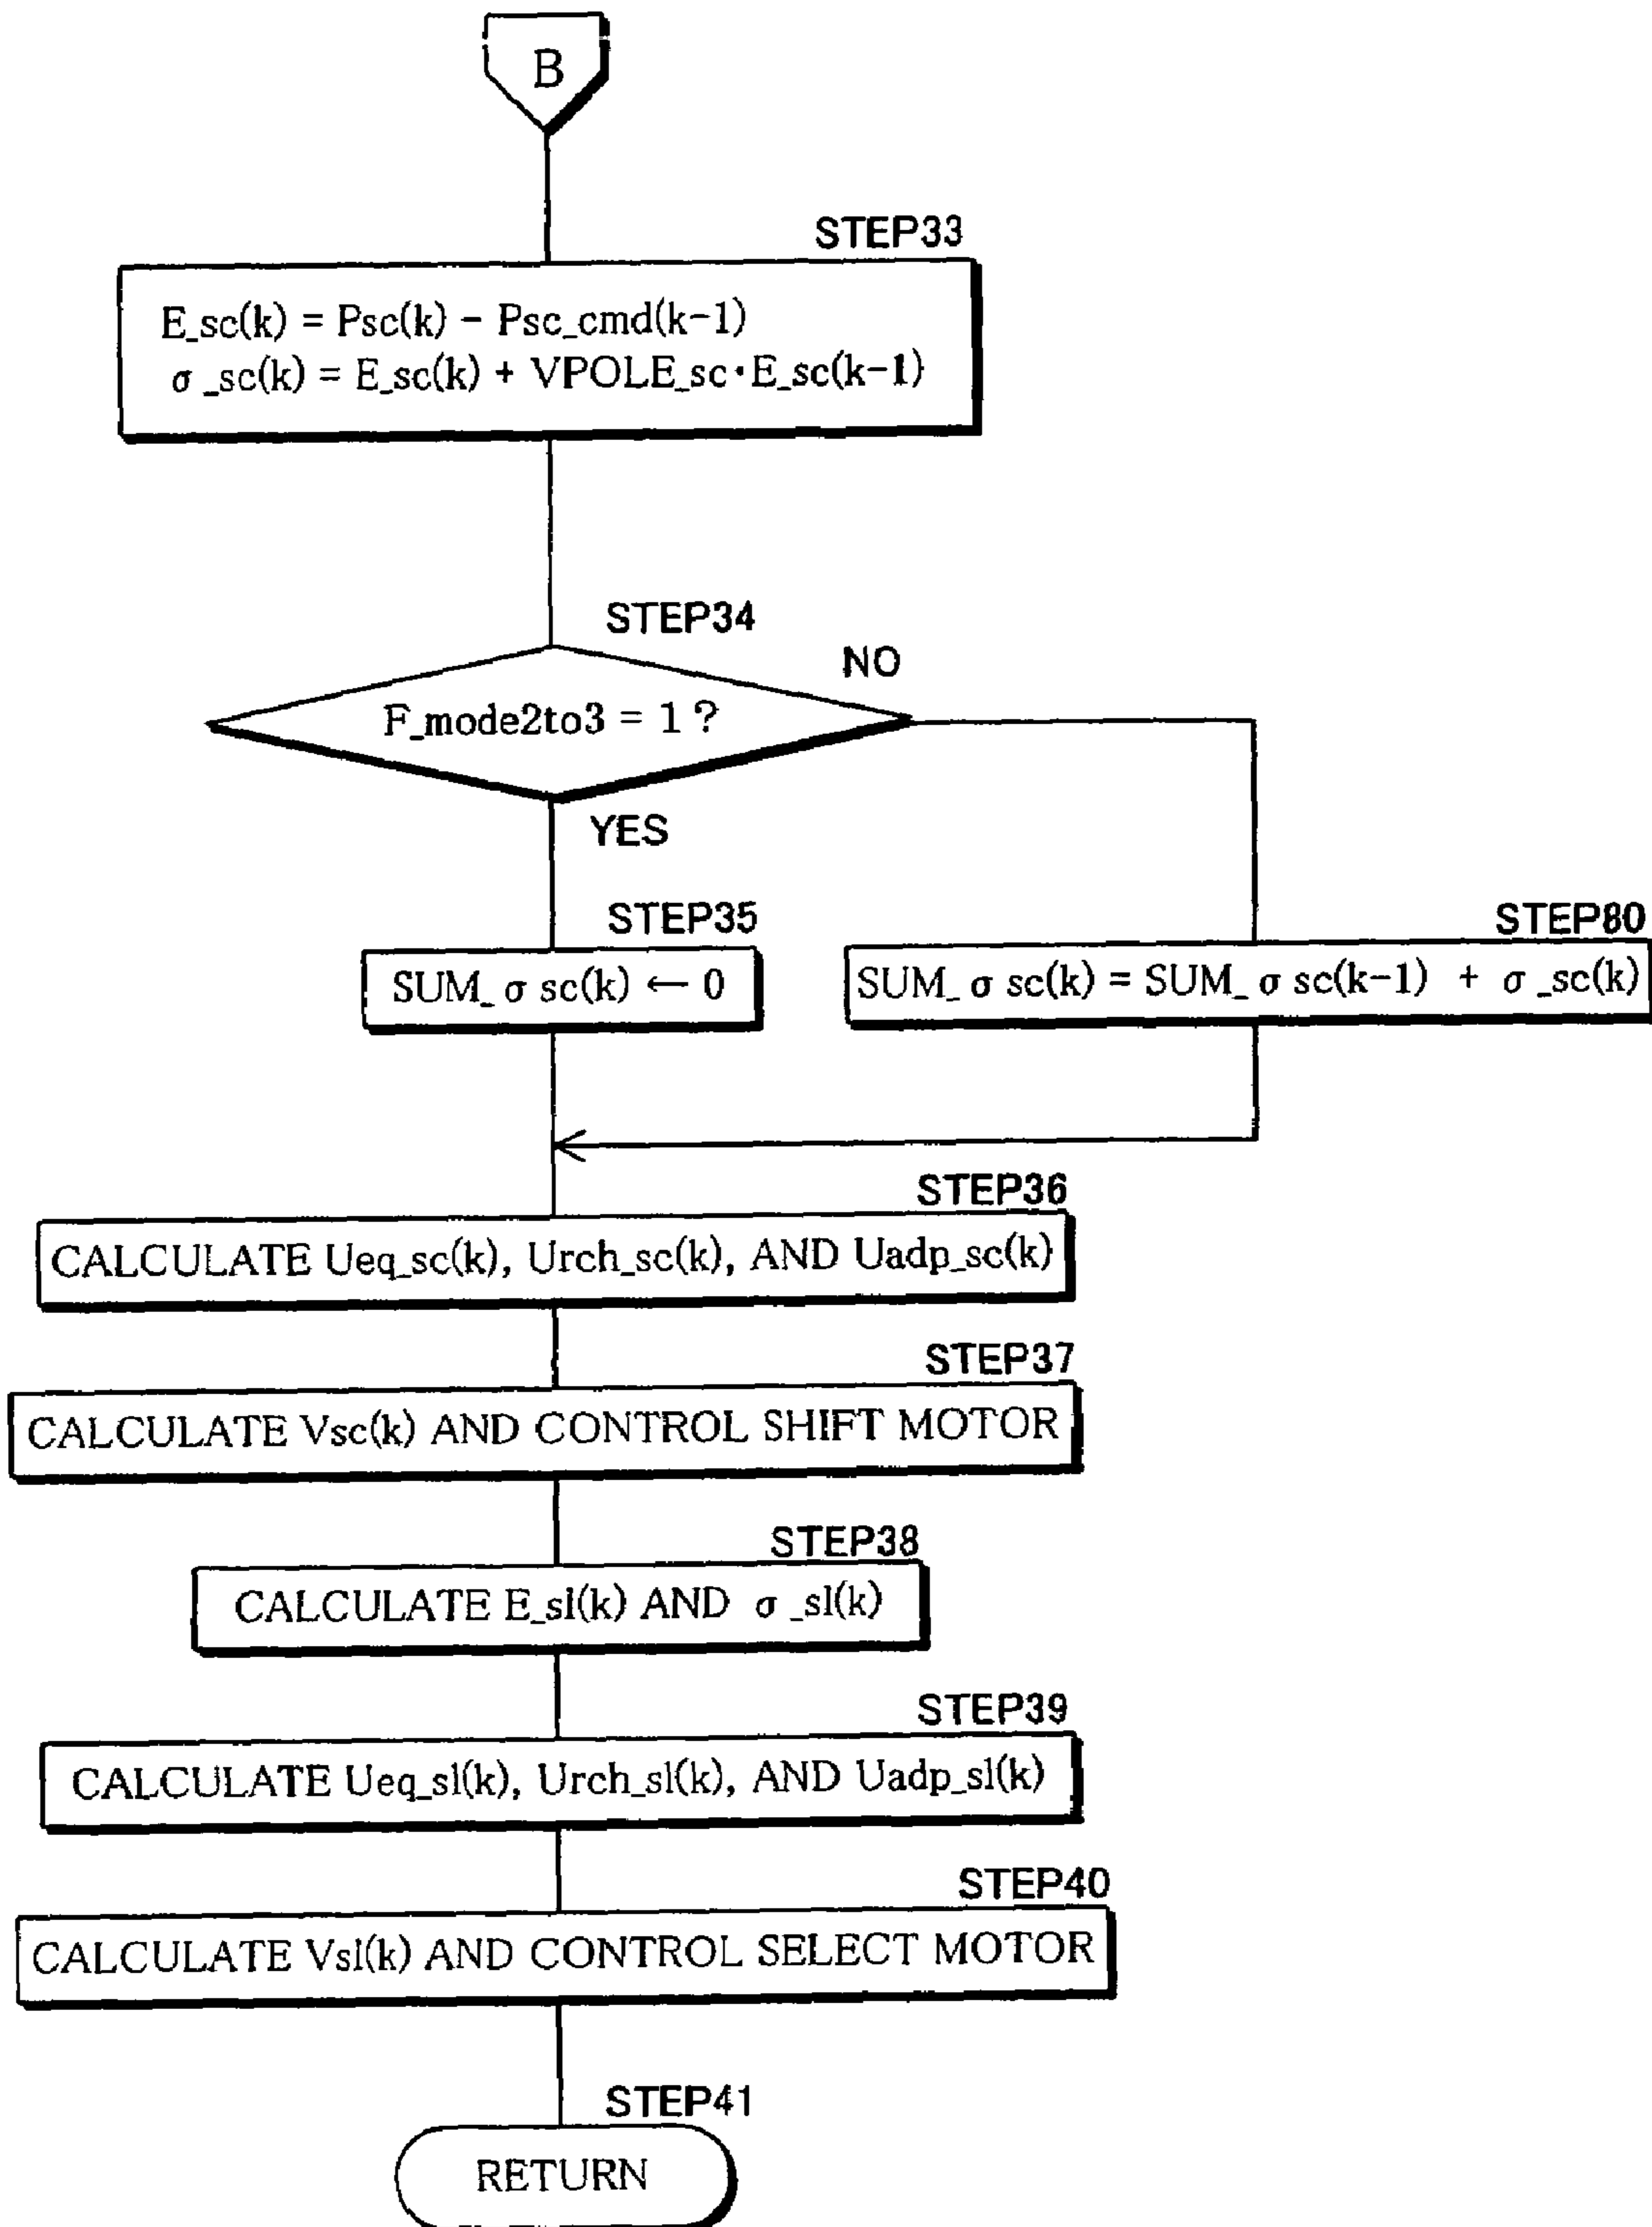 B
STEP33
E_sc(k) = Psc(k) - Psc_cmd(k-1)
σ_sc(k) = E_sc(k) + VPOLE_sc·E_sc(k-1)
STEP34
NO
F_mode2to3 = 1 ?
YES
STEP35
SUM_σ sc(k) ← 0
STEP80
SUM_σ sc(k) = SUM_σ sc(k-1) + σ_sc(k)
STEP36
CALCULATE Ueq_sc(k), Urch_sc(k), AND Uadp_sc(k)
STEP37
CALCULATE Vsc(k) AND CONTROL SHIFT MOTOR
STEP38
CALCULATE E_sl(k) AND σ_sl(k)
STEP39
CALCULATE Ueq_sl(k), Urch_sl(k), AND Uadp_sl(k)
STEP40
CALCULATE Vsl(k) AND CONTROL SELECT MOTOR
STEP41
RETURN